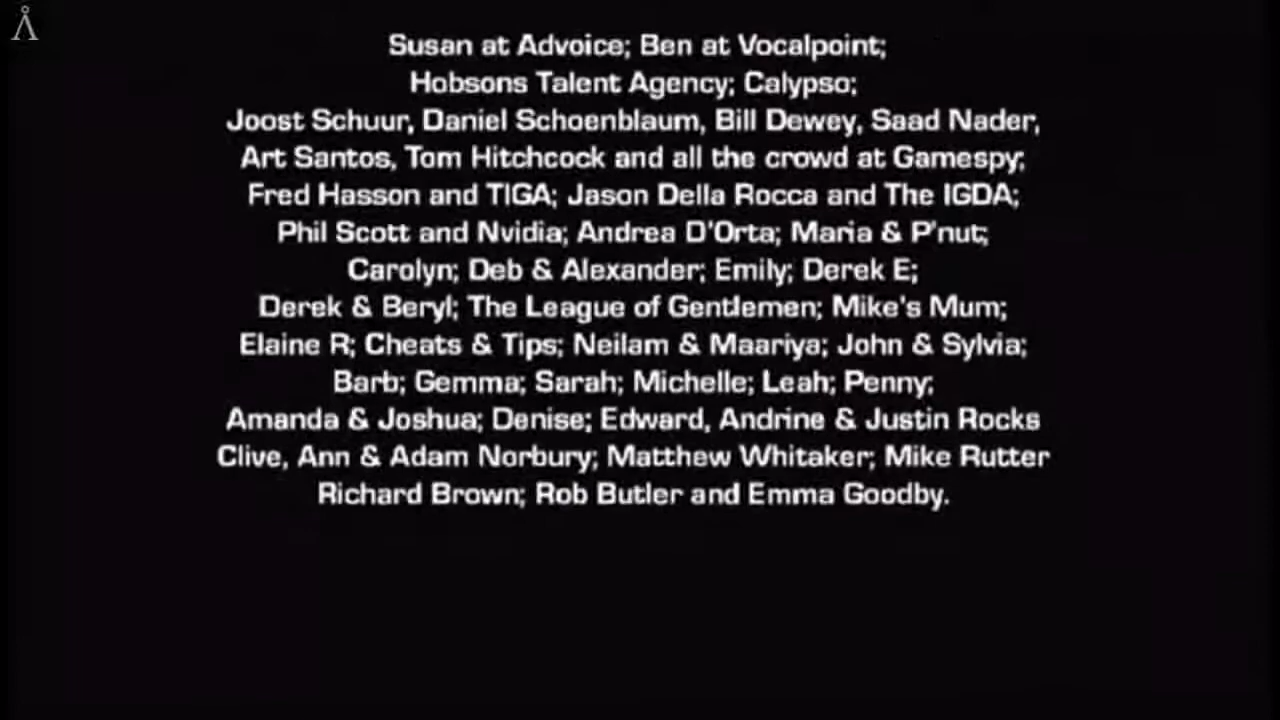 Susan at Advoice; Ben at Vocalpoint;
Hobsons Talent Agency; Calypso;
Joost Schuur, Daniel Schoenblaum, Bill Dewey, Saad Nader,
Art Santos, Tom Hitchcock and all the crowd at Gamespy;
Fred Hasson and TIGA; Jason Della Rocca and The IGDA;
Phil Scott and Nvidia; Andrea D'Orta; Maria & P'nut;
Carolyn; Deb & Alexander; Emily; Derek E;
Derek & Beryl; The League of Gentlemen; Mike's Mum;
Elaine R; Cheats & Tips; Neilam & Maariya; John & Sylvia;
Barb; Gemma; Sarah; Michelle; Leah; Penny;
Amanda & Joshua; Denise; Edward, Andrine & Justin Rocks
Clive, Ann & Adam Norbury; Matthew Whitaker; Mike Rutter
Richard Brown; Rob Butler and Emma Goodby.